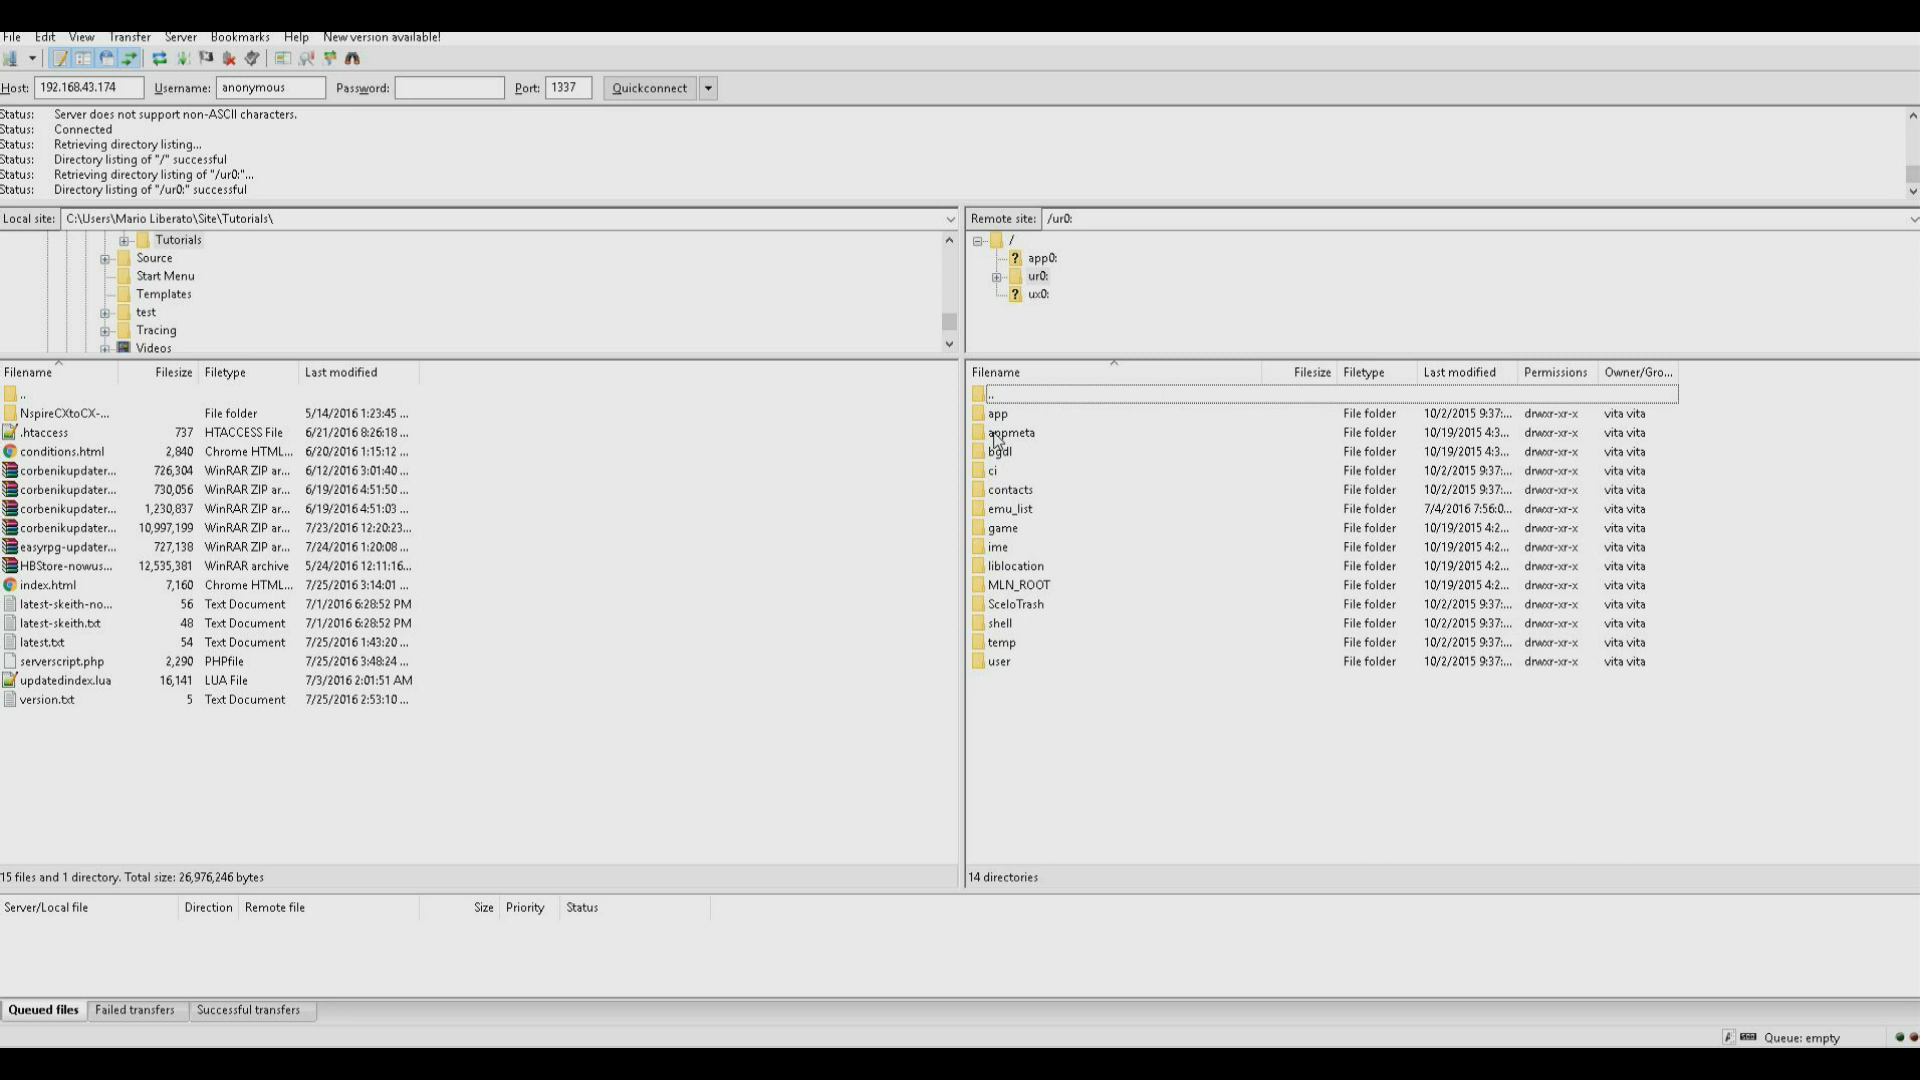 File Edit View Transfer Server Bookmarks Help New version available!
Host: 192.168.43.174 Username: anonymous Password: Port: 1337 Quickconnect
Status: Server does not support non-ASCII characters.
Status: Connected
Status: Retrieving directory listing...
Status: Directory listing of "/" successful
Status: Retrieving directory listing of "/ur0:"...
Status: Directory listing of "/ur0:" successful
Local site: C:\Users\Mario Liberato\Site\Tutorials\
Tutorials
Source
Start Menu
Templates
test
Tracing
Videos
Remote site: /ur0:
/
? app0:
ur0:
? ux0:
Filename Filesize Filetype Last modified
..
NspireCXtoCX-... File folder 5/14/2016 1:23:45 ...
.htaccess 737 HTACCESS File 6/21/2016 8:26:18 ...
conditions.html 2,840 Chrome HTML... 6/20/2016 1:15:12 ...
corbenikupdater... 726,304 WinRAR ZIP ar... 6/12/2016 3:01:40 ...
corbenikupdater... 730,056 WinRAR ZIP ar... 6/19/2016 4:51:50 ...
corbenikupdater... 1,230,837 WinRAR ZIP ar... 6/19/2016 4:51:03 ...
corbenikupdater... 10,997,199 WinRAR ZIP ar... 7/23/2016 12:20:23...
easyrpg-updater... 727,138 WinRAR ZIP ar... 7/24/2016 1:20:08 ...
HBStore-nowus... 12,535,381 WinRAR archive 5/24/2016 12:11:16...
index.html 7,160 Chrome HTML... 7/25/2016 3:14:01 ...
latest-skeith-no... 56 Text Document 7/1/2016 6:28:52 PM
latest-skeith.txt 48 Text Document 7/1/2016 6:28:52 PM
latest.txt 54 Text Document 7/25/2016 1:43:20 ...
serverscript.php 2,290 PHPfile 7/25/2016 3:48:24 ...
updatedindex.lua 16,141 LUA File 7/3/2016 2:01:51 AM
version.txt 5 Text Document 7/25/2016 2:53:10 ...
15 files and 1 directory. Total size: 26,976,246 bytes
Filename Filesize Filetype Last modified Permissions Owner/Gro...
..
app File folder 10/2/2015 9:37:... drwxr-xr-x vita vita
appmeta File folder 10/19/2015 4:3... drwxr-xr-x vita vita
bgdl File folder 10/19/2015 4:3... drwxr-xr-x vita vita
ci File folder 10/2/2015 9:37:... drwxr-xr-x vita vita
contacts File folder 10/2/2015 9:37:... drwxr-xr-x vita vita
emu_list File folder 7/4/2016 7:56:0... drwxr-xr-x vita vita
game File folder 10/19/2015 4:2... drwxr-xr-x vita vita
ime File folder 10/19/2015 4:2... drwxr-xr-x vita vita
liblocation File folder 10/19/2015 4:2... drwxr-xr-x vita vita
MLN_ROOT File folder 10/19/2015 4:2... drwxr-xr-x vita vita
SceIoTrash File folder 10/2/2015 9:37:... drwxr-xr-x vita vita
shell File folder 10/2/2015 9:37:... drwxr-xr-x vita vita
temp File folder 10/2/2015 9:37:... drwxr-xr-x vita vita
user File folder 10/2/2015 9:37:... drwxr-xr-x vita vita
14 directories
Server/Local file Direction Remote file Size Priority Status
Queued files Failed transfers Successful transfers
Queue: empty